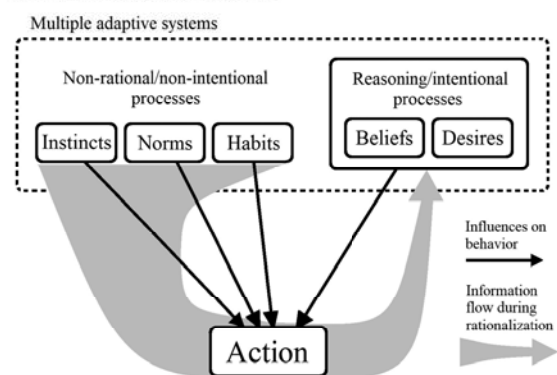 Multiple adaptive systems
Non-rational/non-intentional
processes
Reasoning/intentional
processes
Instincts
Norms
Habits
Beliefs
Desires
Influences on
behavior
Information
flow during
rationalization
Action